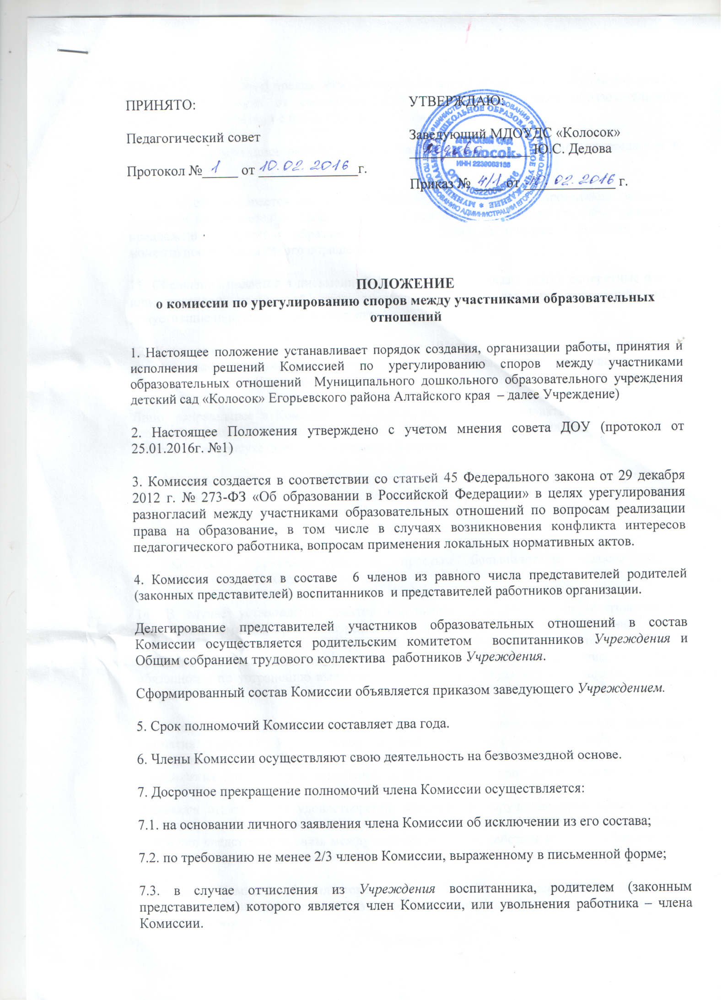 ПРИНЯТО:
Педагогический совет
Протокол № 1 от 10.02.2016 г.
УТВЕРЖДАЮ:
Заведующий МДОУДС «Колосок»
Ю.С. Дедова
Приказ № 4/1 от 10.02.2016 г.
ДЕТСКИЙ САД
«Колосок»
ПОЛОЖЕНИЕ
о комиссии по урегулированию споров между участниками образовательных
отношений
1. Настоящее положение устанавливает порядок создания, организации работы, принятия и
исполнения решений Комиссией по урегулированию споров между участниками
образовательных отношений Муниципального дошкольного образовательного учреждения
детский сад «Колосок» Егорьевского района Алтайского края – далее Учреждение)
2. Настоящее Положения утверждено с учетом мнения совета ДОУ (протокол от
25.01.2016г. №1)
3. Комиссия создается в соответствии со статьей 45 Федерального закона от 29 декабря
2012 г. № 273-ФЗ «Об образовании в Российской Федерации» в целях урегулирования
разногласий между участниками образовательных отношений по вопросам реализации
права на образование, в том числе в случаях возникновения конфликта интересов
педагогического работника, вопросам применения локальных нормативных актов.
4. Комиссия создается в составе 6 членов из равного числа представителей родителей
(законных представителей) воспитанников и представителей работников организации.
Делегирование представителей участников образовательных отношений в состав
Комиссии осуществляется родительским комитетом воспитанников Учреждения и
Общим собранием трудового коллектива работников Учреждения.
Сформированный состав Комиссии объявляется приказом заведующего Учреждением.
5. Срок полномочий Комиссии составляет два года.
6. Члены Комиссии осуществляют свою деятельность на безвозмездной основе.
7. Досрочное прекращение полномочий члена Комиссии осуществляется:
7.1. на основании личного заявления члена Комиссии об исключении из его состава;
7.2. по требованию не менее 2/3 членов Комиссии, выраженному в письменной форме;
7.3. в случае отчисления из Учреждения воспитанника, родителем (законным
представителем) которого является член Комиссии, или увольнения работника – члена
Комиссии.